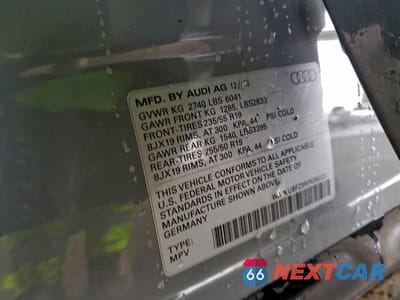 MFD. BY AUDI AG 12/
GVWR KG 2740 LBS 6041
GAWR FRONT KG 1285, LBS2833
FRONT-TIRES 235/55 R19
BJX19 RIMS, AT 300 KPA, 44 PSI COLD
GAWR REAR KG 1540, LBS3395
REAR-TIRES 255/50 R19
BJX19 RIMS, AT 300 KPA, 44 PSI COLD
THIS VEHICLE CONFORMS TO ALL APPLICABLE
U.S. FEDERAL MOTOR VEHICLE SAFETY
STANDARDS IN EFFECT ON THE DATE OF
MANUFACTURE SHOWN ABOVE.
GERMANY
TYPE:
MPV
66 NEXTCAR